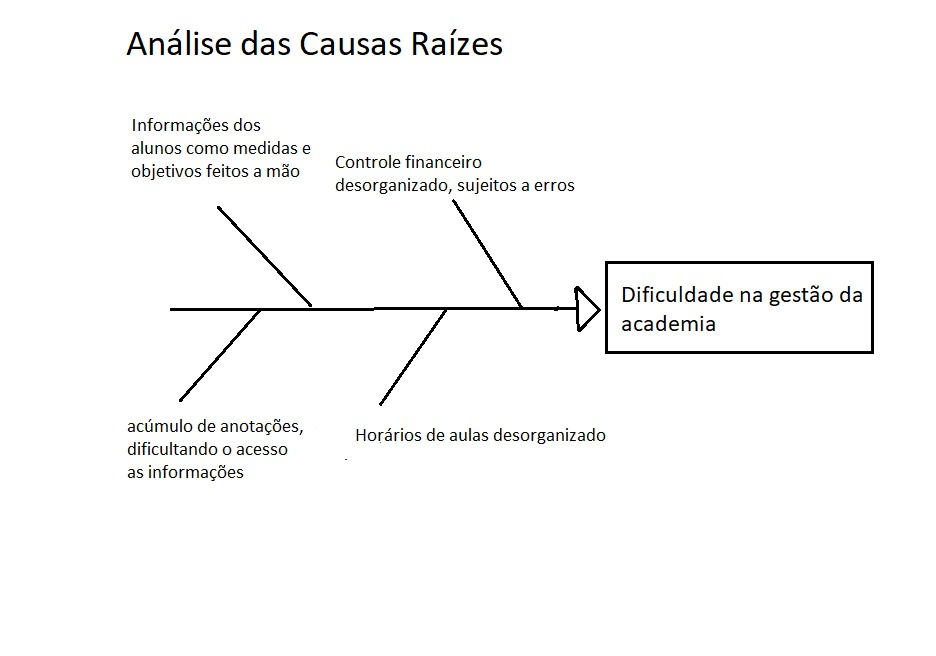 Análise das Causas Raízes
Informações dos
alunos como medidas e
objetivos feitos a mão
Controle financeiro
desorganizado, sujeitos a erros
Dificuldade na gestão da
academia
acúmulo de anotações,
dificultando o acesso
as informações
Horários de aulas desorganizado